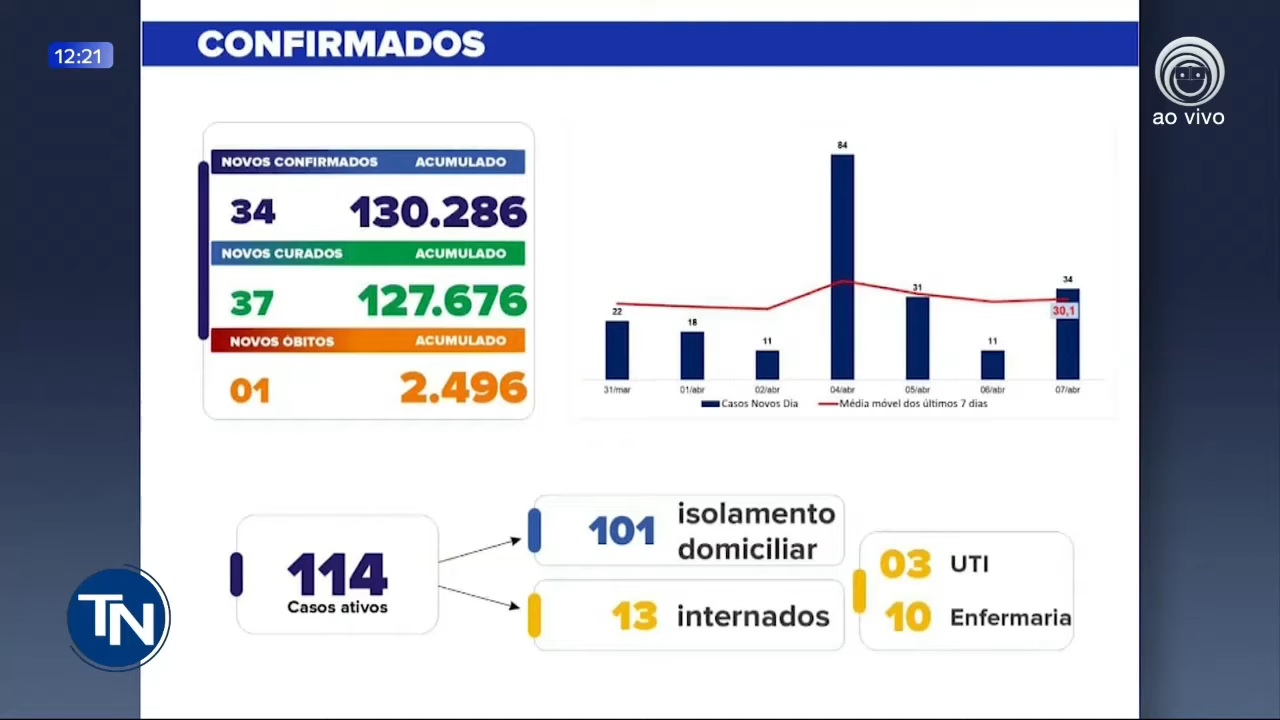 CONFIRMADOS
12:21
ao vivo
NOVOS CONFIRMADOS ACUMULADO
34 130.286
NOVOS CURADOS ACUMULADO
37 127.676
NOVOS ÓBITOS ACUMULADO
01 2.496
84
22
18
11
31
11
34
30,1
31/mar 01/abr 02/abr 04/abr 05/abr 06/abr 07/abr
Casos Novos Dia Média móvel dos últimos 7 dias
114
Casos ativos
101 isolamento
domiciliar
13 internados
03 UTI
10 Enfermaria
TN